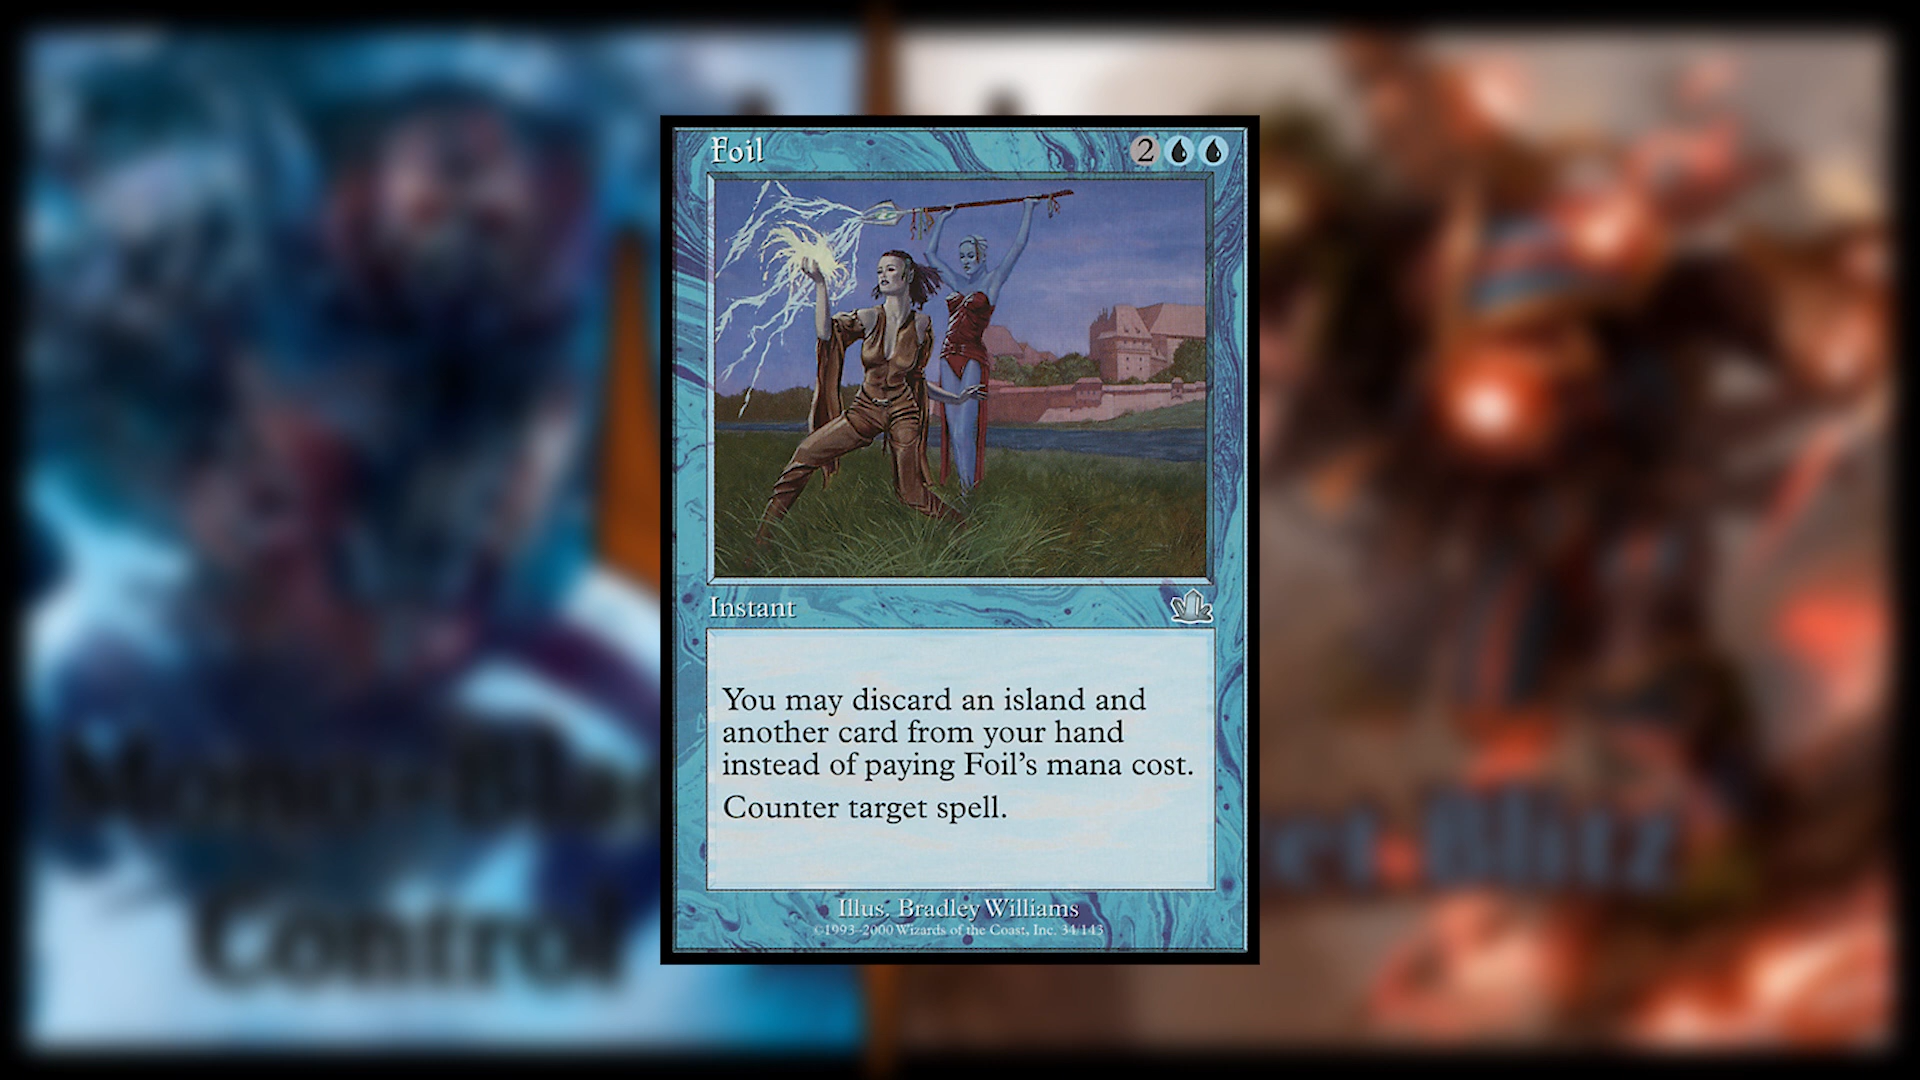 Foil
2
Instant
You may discard an island and
another card from your hand
instead of paying Foil's mana cost.
Counter target spell.
Illus. Bradley Williams
©1993–2000 Wizards of the Coast, Inc. 34/143
Control
Blitz